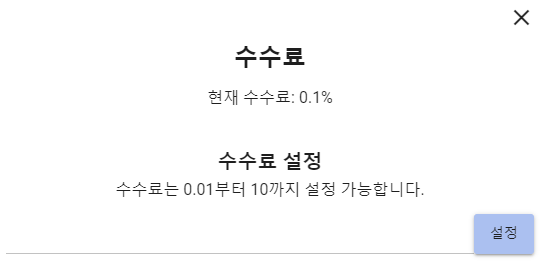 수수료
현재 수수료: 0.1%
수수료 설정
수수료는 0.01부터 10까지 설정 가능합니다.
설정